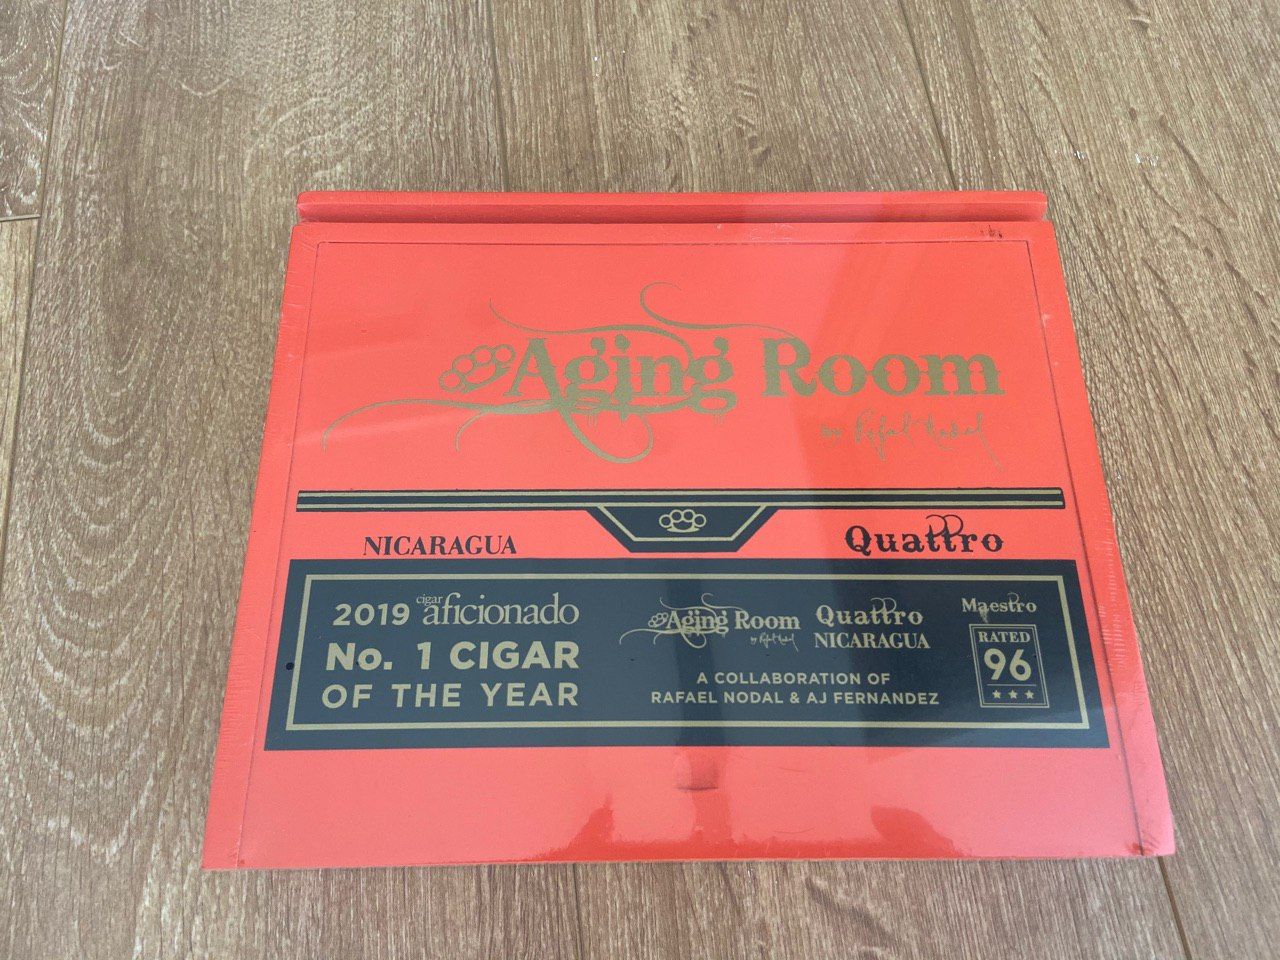 Aging Room
by Rafael Nodal
NICARAGUA
Quattro
2019 cigar aficionado
No. 1 CIGAR
OF THE YEAR
Aging Room
by Rafael Nodal
Quattro
NICARAGUA
A COLLABORATION OF
RAFAEL NODAL & AJ FERNANDEZ
Maestro
RATED
96